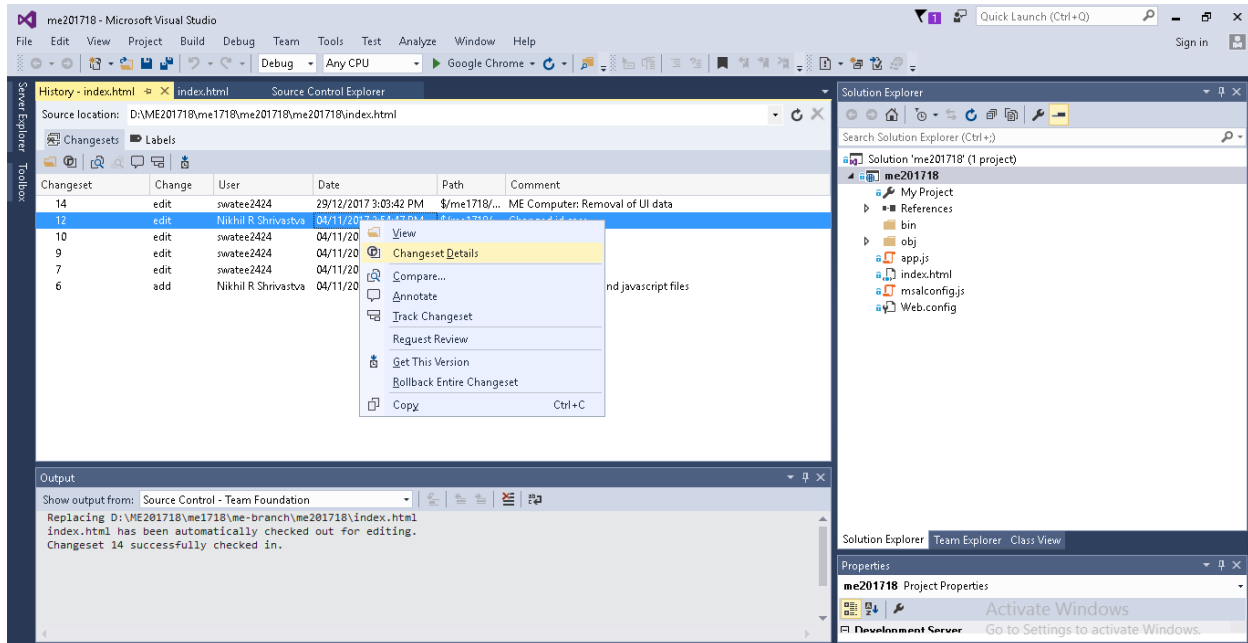 me201718 - Microsoft Visual Studio
1
Quick Launch (Ctrl+Q)
File Edit View Project Build Debug Team Tools Test Analyze Window Help
Sign in
Debug Any CPU Google Chrome
Server Explorer
Toolbox
History - index.html index.html Source Control Explorer
Source location: D:\ME201718\me1718\me201718\me201718\index.html
Changesets Labels
Changeset Change User Date Path Comment
14 edit swatee2424 29/12/2017 3:03:42 PM $/me1718/... ME Computer: Removal of UI data
12 edit Nikhil R Shrivastva 04/11/2017 3:54:47 PM $/me1718/...
10 edit swatee2424 04/11/20
9 edit swatee2424 04/11/20
7 edit swatee2424 04/11/20
6 add Nikhil R Shrivastva 04/11/20 nd javascript files
View
Changeset Details
Compare...
Annotate
Track Changeset
Request Review
Get This Version
Rollback Entire Changeset
Copy Ctrl+C
Output
Show output from: Source Control - Team Foundation
Replacing D:\ME201718\me1718\me-branch\me201718\index.html
index.html has been automatically checked out for editing.
Changeset 14 successfully checked in.
Solution Explorer
Search Solution Explorer (Ctrl+;)
Solution 'me201718' (1 project)
me201718
My Project
References
bin
obj
app.js
index.html
msalconfig.js
Web.config
Solution Explorer Team Explorer Class View
Properties
me201718 Project Properties
Activate Windows
Go to Settings to activate Windows.
Development Server